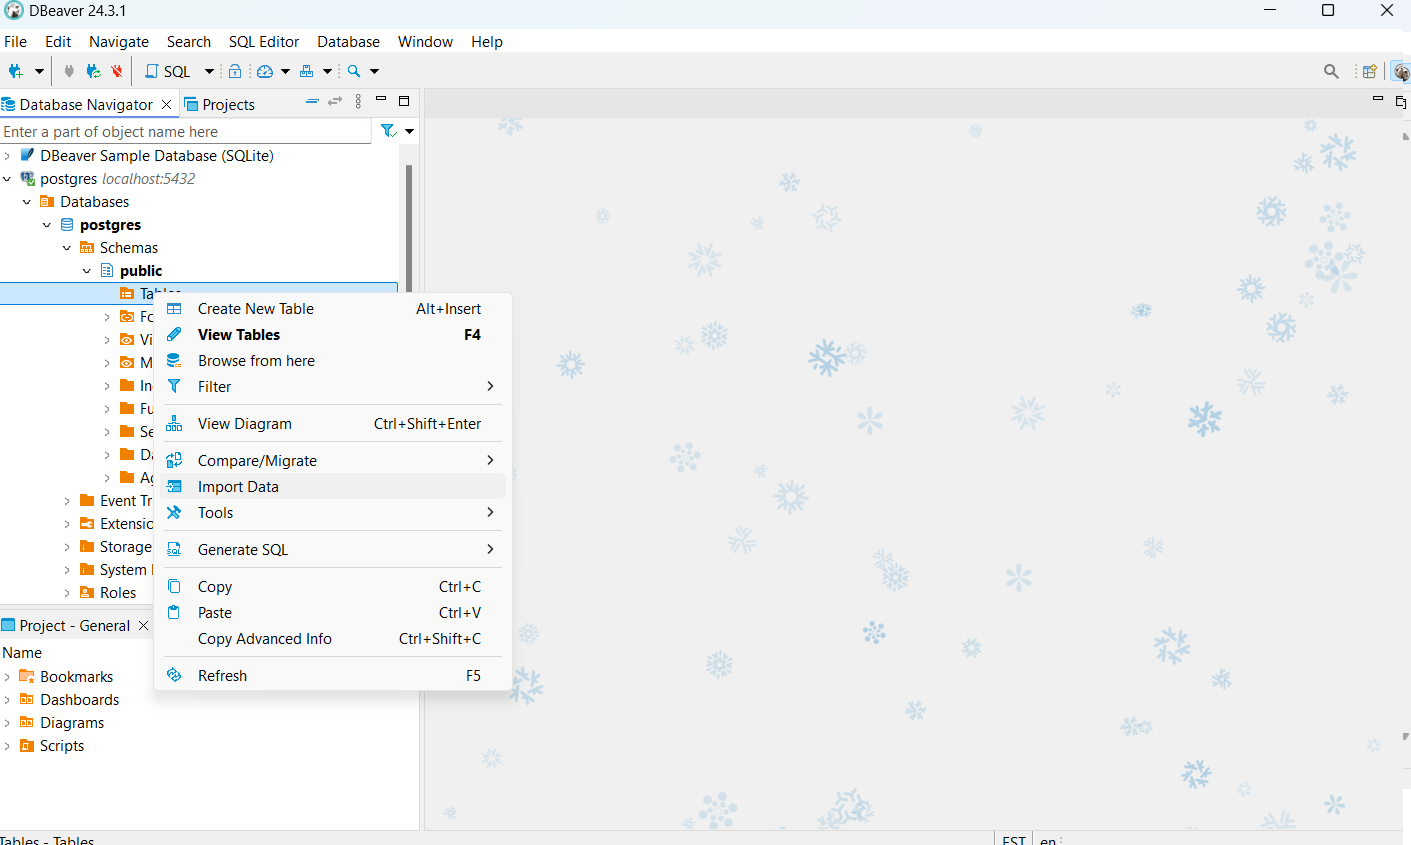 DBeaver 24.3.1
File Edit Navigate Search SQL Editor Database Window Help
SQL
Database Navigator Projects
Enter a part of object name here
DBeaver Sample Database (SQLite)
postgres localhost:5432
Databases
postgres
Schemas
public
Tables
Create New Table Alt+Insert
Fo
View Tables F4
Vi
Browse from here
M
Filter
In
Fu
View Diagram Ctrl+Shift+Enter
Se
Da
Compare/Migrate
Ag
Import Data
Event Tr
Tools
Extensio
Storage
Generate SQL
System
Roles
Copy Ctrl+C
Paste Ctrl+V
Project - General
Copy Advanced Info Ctrl+Shift+C
Name
Refresh F5
Bookmarks
Dashboards
Diagrams
Scripts
Tables - Tables EST en